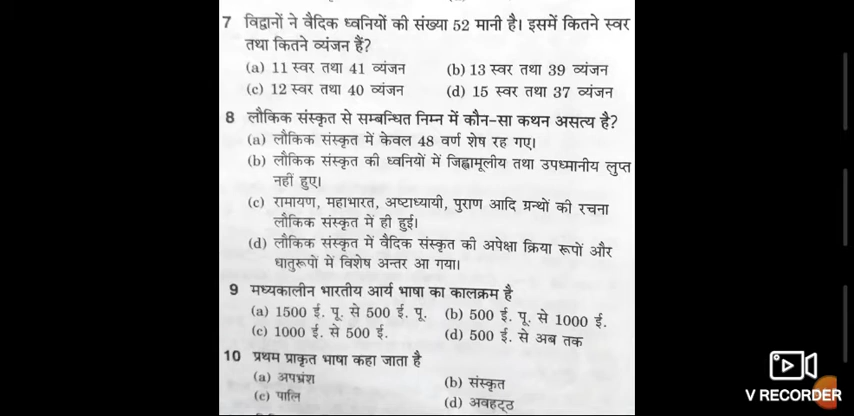 7 विद्वानों ने वैदिक ध्वनियों की संख्या 52 मानी है। इसमें कितने स्वर
तथा कितने व्यंजन हैं?
(a) 11 स्वर तथा 41 व्यंजन (b) 13 स्वर तथा 39 व्यंजन
(c) 12 स्वर तथा 40 व्यंजन (d) 15 स्वर तथा 37 व्यंजन
8 लौकिक संस्कृत से सम्बन्धित निम्न में कौन-सा कथन असत्य है?
(a) लौकिक संस्कृत में केवल 48 वर्ण शेष रह गए।
(b) लौकिक संस्कृत की ध्वनियों में जिह्वामूलीय तथा उपध्मानीय लुप्त
नहीं हुए।
(c) रामायण, महाभारत, अष्टाध्यायी, पुराण आदि ग्रन्थों की रचना
लौकिक संस्कृत में ही हुई।
(d) लौकिक संस्कृत में वैदिक संस्कृत की अपेक्षा क्रिया रूपों और
धातुरूपों में विशेष अन्तर आ गया।
9 मध्यकालीन भारतीय आर्य भाषा का कालक्रम है
(a) 1500 ई. पू. से 500 ई. पू. (b) 500 ई. पू. से 1000 ई.
(c) 1000 ई. से 500 ई. (d) 500 ई. से अब तक
10 प्रथम प्राकृत भाषा कहा जाता है
(a) अपभ्रंश (b) संस्कृत
(c) पालि (d) अवहट्ठ
V RECORDER